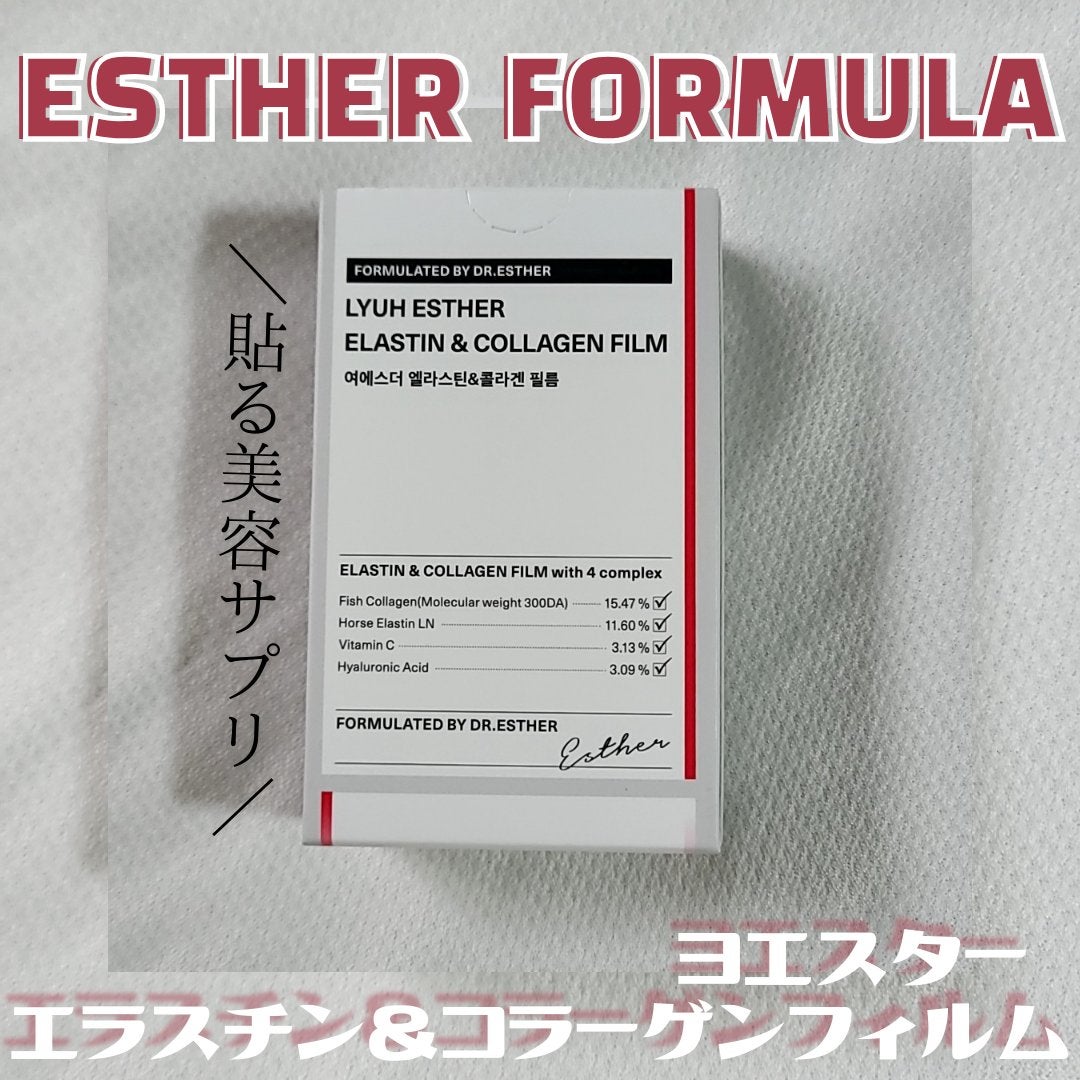 ESTHER FORMULA
FORMULATED BY DR.ESTHER
LYUH ESTHER
ELASTIN & COLLAGEN FILM
여에스더 엘라스틴&콜라겐 필름
\貼る美容サプリ/
ELASTIN & COLLAGEN FILM with 4 complex
Fish Collagen(Molecular weight 300DA) 15.47 %
Horse Elastin LN 11.60 %
Vitamin C 3.13 %
Hyaluronic Acid 3.09 %
FORMULATED BY DR.ESTHER
Esther
ヨエスター
エラスチン&コラーゲンフィルム